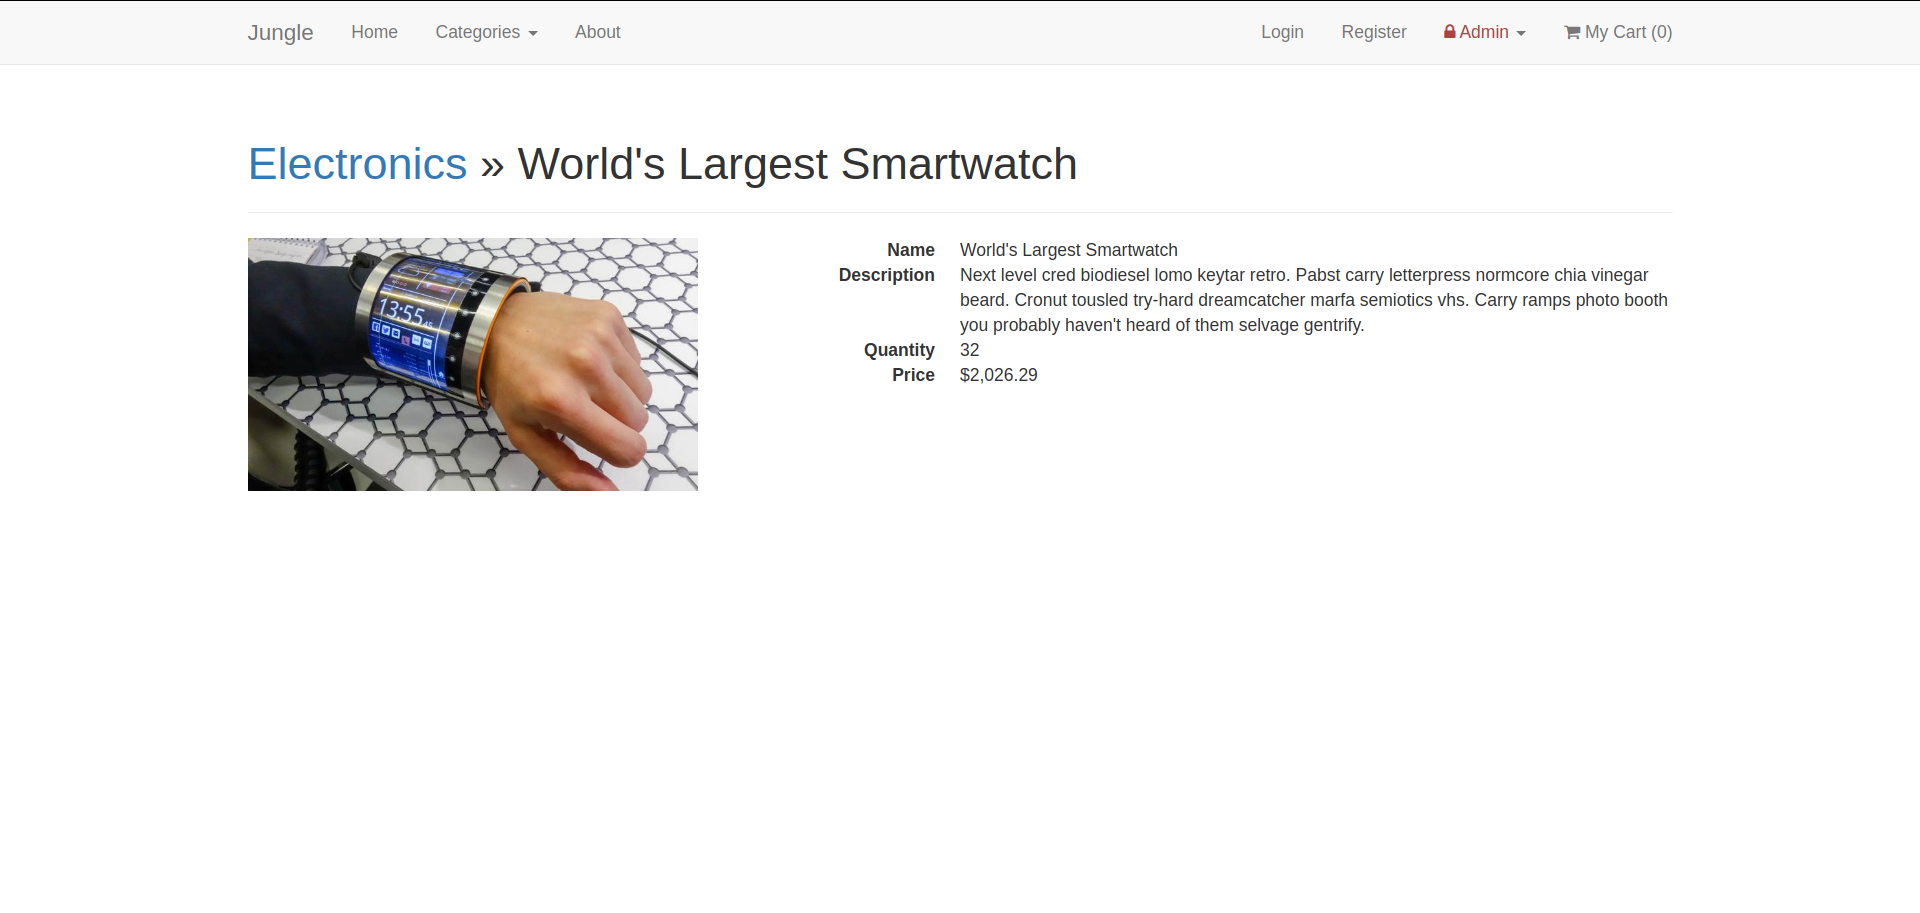 Jungle Home Categories About Login Register Admin My Cart (0)
Electronics » World's Largest Smartwatch
13:55
Name World's Largest Smartwatch
Description Next level cred biodiesel lomo keytar retro. Pabst carry letterpress normcore chia vinegar
beard. Cronut tousled try-hard dreamcatcher marfa semiotics vhs. Carry ramps photo booth
you probably haven't heard of them selvage gentrify.
Quantity 32
Price $2,026.29